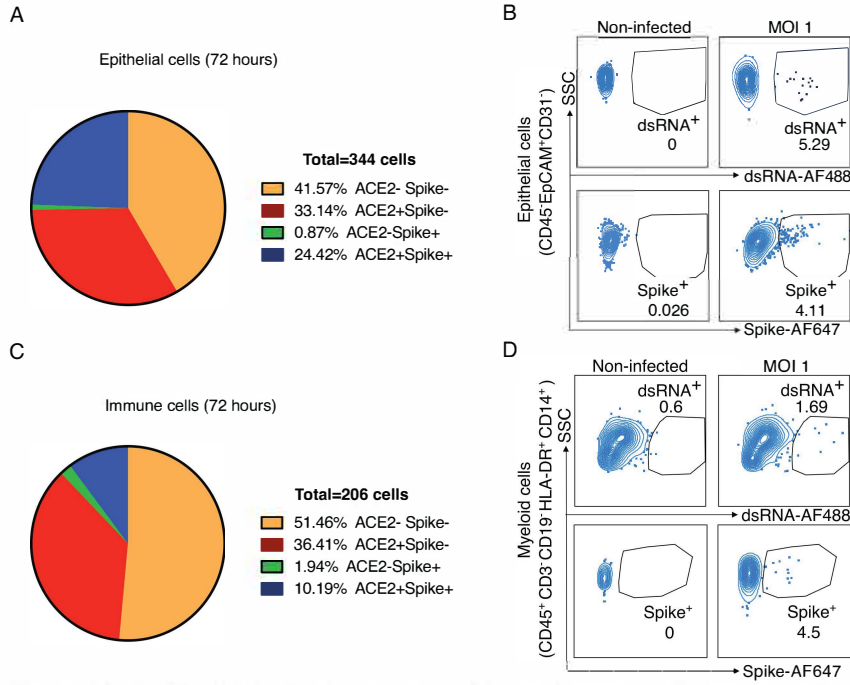 A
Epithelial cells (72 hours)
Total=344 cells
41.57% ACE2- Spike-
33.14% ACE2+Spike-
0.87% ACE2-Spike+
24.42% ACE2+Spike+
B
Non-infected
MOI 1
Epithelial cells
(CD45⁻EpCAM⁺CD31⁻)
SSC
dsRNA⁺
0
dsRNA⁺
5.29
dsRNA-AF488
Spike⁺
0.026
Spike⁺
4.11
Spike-AF647
C
Immune cells (72 hours)
Total=206 cells
51.46% ACE2- Spike-
36.41% ACE2+Spike-
1.94% ACE2-Spike+
10.19% ACE2+Spike+
D
Non-infected
MOI 1
Myeloid cells
(CD45⁺ CD3⁻CD19⁻HLA-DR⁺ CD14⁺)
SSC
dsRNA⁺
0.6
dsRNA⁺
1.69
dsRNA-AF488
Spike⁺
0
Spike⁺
4.5
Spike-AF647